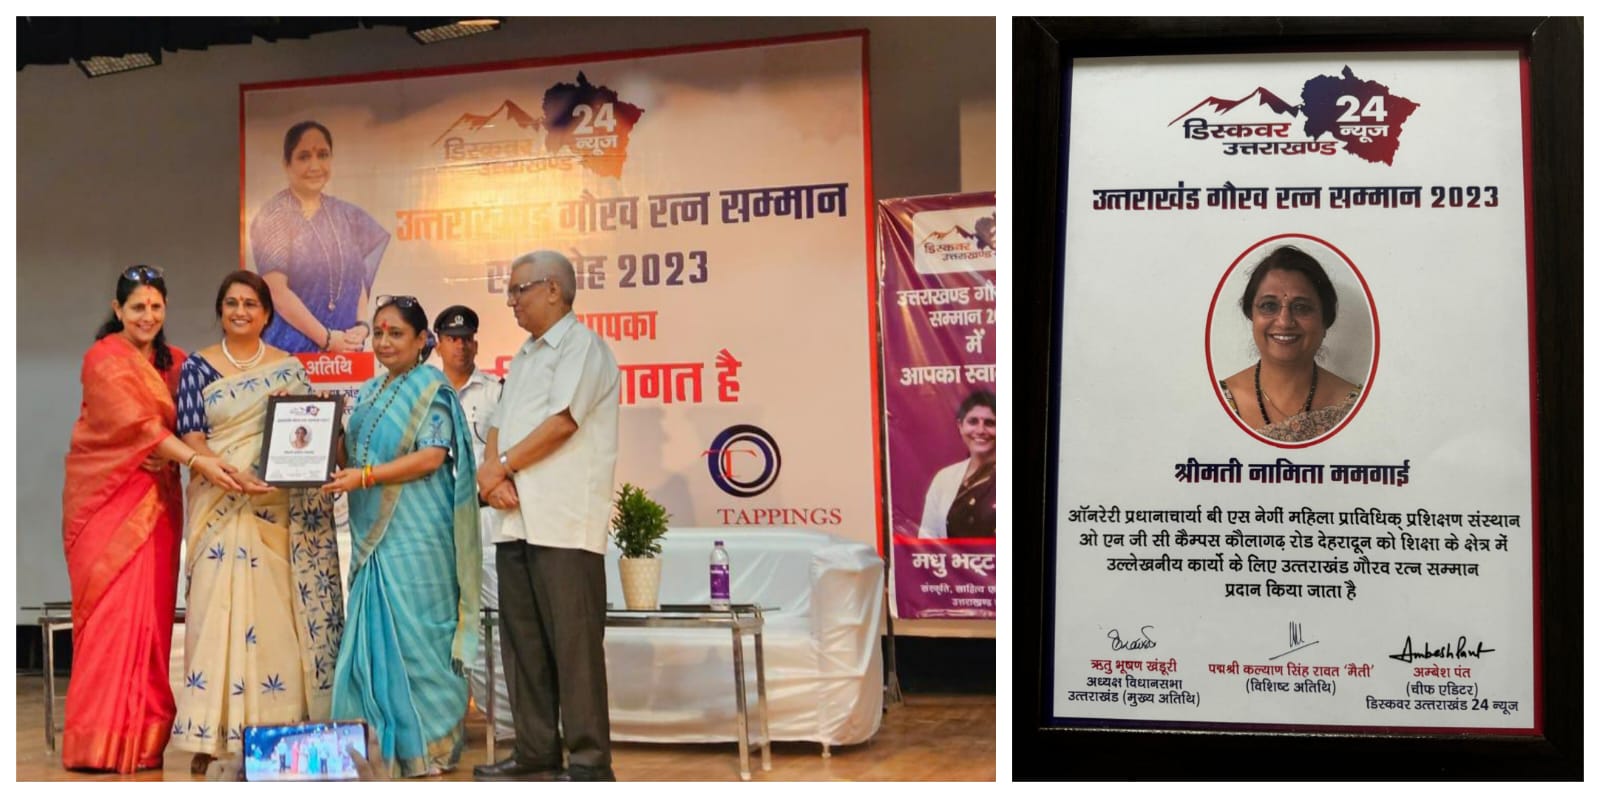 24
डिस्कवर न्यूज
उत्तराखण्ड
उत्तराखण्ड गौरव रत्न सम्मान
2023
आपका
है
अतिथि
TAPPINGS
डिस्कवर
उत्तराखण्ड
उत्तराखण्ड
सम्मान
में
आपका
मधु भट्ट
संस्कृति, साहित्य
उत्तराखण्ड
24
डिस्कवर न्यूज
उत्तराखण्ड
उत्तराखंड गौरव रत्न सम्मान 2023
श्रीमती नामिता ममगाई
ऑनरेरी प्रधानाचार्या बी एस नेगी महिला प्राविधिक् प्रशिक्षण संस्थान
ओ एन जी सी कैम्पस कौलागढ़ रोड देहरादून को शिक्षा के क्षेत्र में
उल्लेखनीय कार्यो के लिए उत्तराखंड गौरव रत्न सम्मान
प्रदान किया जाता है
Ambesh Pant
ऋतु भूषण खंडूरी
अध्यक्ष विधानसभा
उत्तराखंड (मुख्य अतिथि)
पद्मश्री कल्याण सिंह रावत 'मैती'
(विशिष्ट अतिथि)
अम्बेश पंत
(चीफ एडिटर)
डिस्कवर उत्तराखंड 24 न्यूज